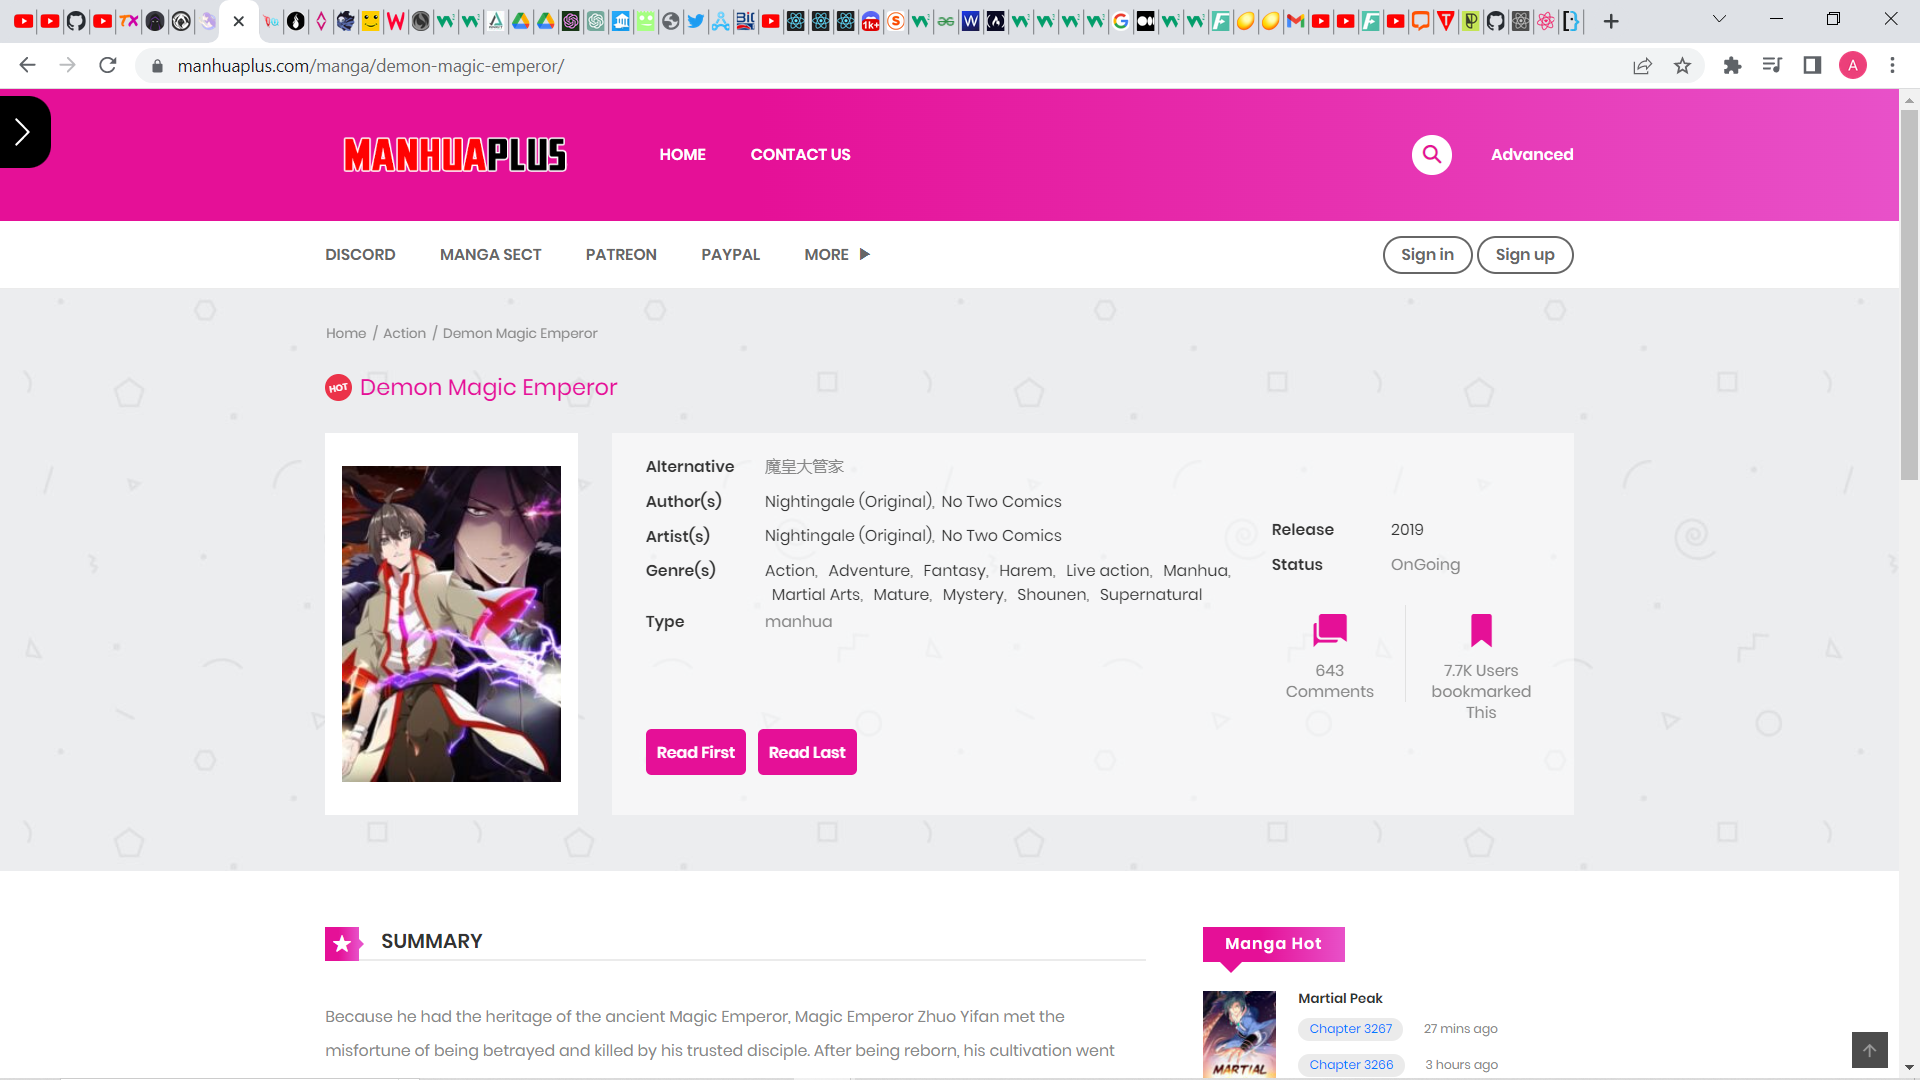 manhuaplus.com/manga/demon-magic-emperor/
A
MANHUAPLUS
HOME
CONTACT US
Advanced
DISCORD
MANGA SECT
PATREON
PAYPAL
MORE
Sign in
Sign up
Home / Action / Demon Magic Emperor
HOT
Demon Magic Emperor
Alternative 魔皇大管家
Author(s) Nightingale (Original), No Two Comics
Artist(s) Nightingale (Original), No Two Comics
Genre(s) Action, Adventure, Fantasy, Harem, Live action, Manhua,
Martial Arts, Mature, Mystery, Shounen, Supernatural
Type manhua
Release 2019
Status OnGoing
643
Comments
7.7K Users
bookmarked
This
Read First
Read Last
SUMMARY
Because he had the heritage of the ancient Magic Emperor, Magic Emperor Zhuo Yifan met the
misfortune of being betrayed and killed by his trusted disciple. After being reborn, his cultivation went
Manga Hot
MARTIAL
Martial Peak
Chapter 3267 27 mins ago
Chapter 3266 3 hours ago